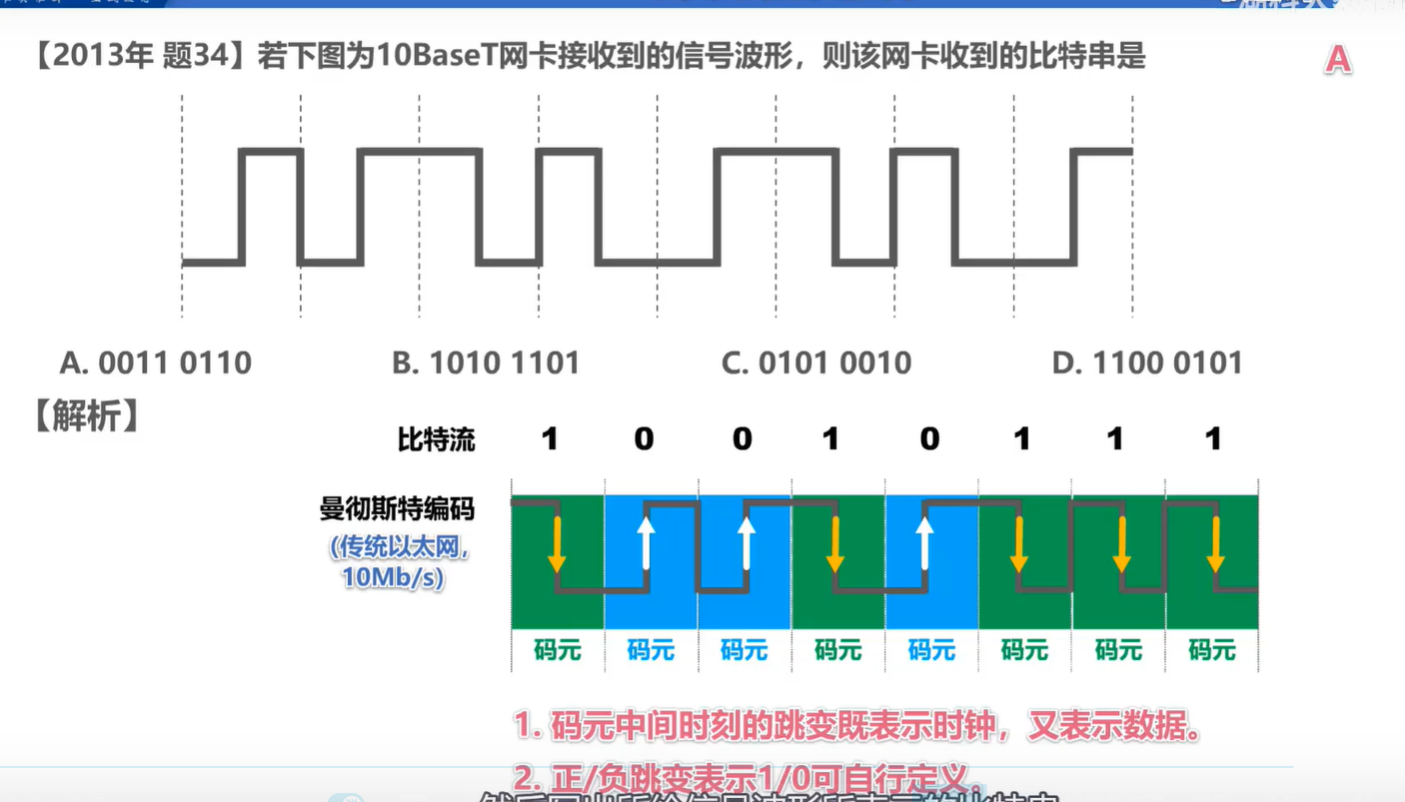 【2013年 题34】若下图为10BaseT网卡接收到的信号波形，则该网卡收到的比特串是
A
A. 0011 0110 B. 1010 1101 C. 0101 0010 D. 1100 0101
【解析】
比特流 1 0 0 1 0 1 1 1
曼彻斯特编码
(传统以太网,
10Mb/s)
码元 码元 码元 码元 码元 码元 码元 码元
1. 码元中间时刻的跳变既表示时钟，又表示数据。
2. 正/负跳变表示1/0可自行定义。